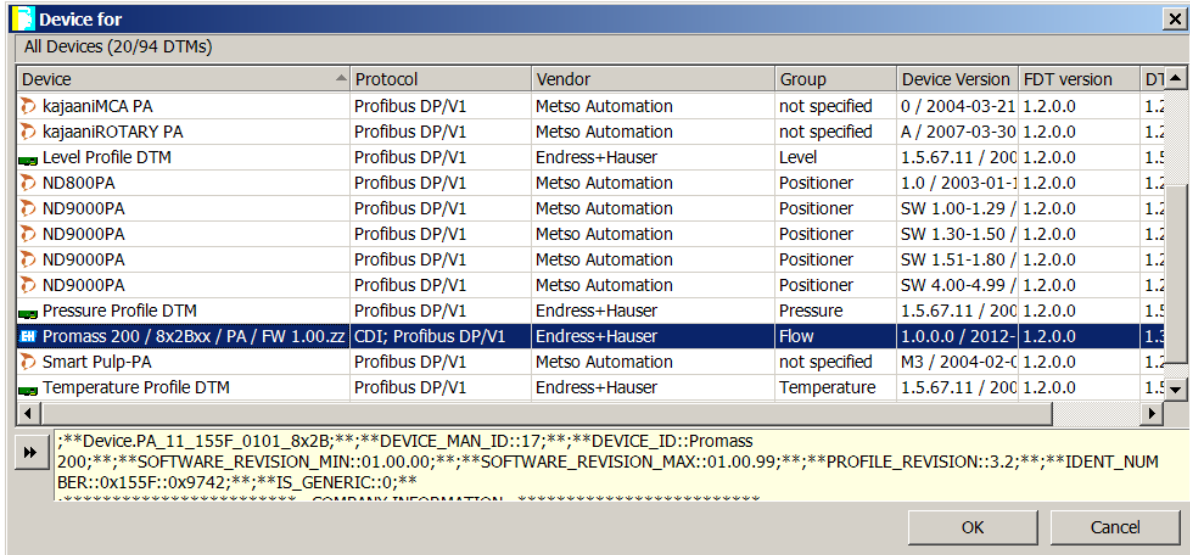 Device for
All Devices (20/94 DTMs)
Device Protocol Vendor Group Device Version FDT version
kajaaniMCA PA Profibus DP/V1 Metso Automation not specified 0 / 2004-03-21 1.2.0.0
kajaaniROTARY PA Profibus DP/V1 Metso Automation not specified A / 2007-03-30 1.2.0.0
Level Profile DTM Profibus DP/V1 Endress+Hauser Level 1.5.67.11 / 200 1.2.0.0
ND800PA Profibus DP/V1 Metso Automation Positioner 1.0 / 2003-01-1 1.2.0.0
ND9000PA Profibus DP/V1 Metso Automation Positioner SW 1.00-1.29 / 1.2.0.0
ND9000PA Profibus DP/V1 Metso Automation Positioner SW 1.30-1.50 / 1.2.0.0
ND9000PA Profibus DP/V1 Metso Automation Positioner SW 1.51-1.80 / 1.2.0.0
ND9000PA Profibus DP/V1 Metso Automation Positioner SW 4.00-4.99 / 1.2.0.0
Pressure Profile DTM Profibus DP/V1 Endress+Hauser Pressure 1.5.67.11 / 200 1.2.0.0
EH Promass 200 / 8x2Bxx / PA / FW 1.00.zz CDI; Profibus DP/V1 Endress+Hauser Flow 1.0.0.0 / 2012- 1.2.0.0
Smart Pulp-PA Profibus DP/V1 Metso Automation not specified M3 / 2004-02-0 1.2.0.0
Temperature Profile DTM Profibus DP/V1 Endress+Hauser Temperature 1.5.67.11 / 200 1.2.0.0
;**Device.PA_11_155F_0101_8x2B;**;**DEVICE_MAN_ID::17;**;**DEVICE_ID::Promass
200;**;**SOFTWARE_REVISION_MIN::01.00.00;**;**SOFTWARE_REVISION_MAX::01.00.99;**;**PROFILE_REVISION::3.2;**;**IDENT_NUM
BER::0x155F::0x9742;**;**IS_GENERIC::0;**
OK Cancel